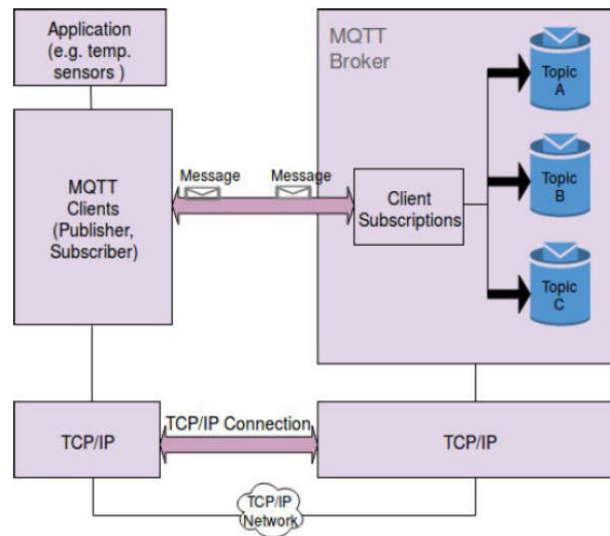 Application
(e.g. temp.
sensors )
MQTT
Clients
(Publisher,
Subscriber)
Message
Message
MQTT
Broker
Client
Subscriptions
Topic
A
Topic
B
Topic
C
TCP/IP
TCP/IP Connection
TCP/IP
TCP/IP
Network